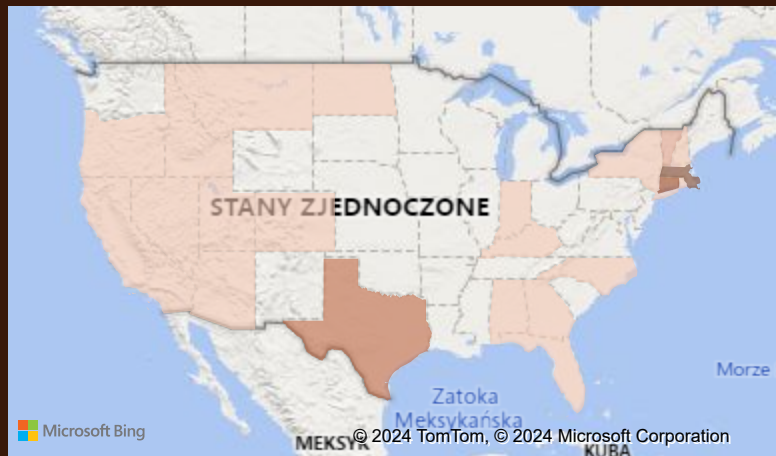 STANY ZJEDNOCZONE
Morze
Zatoka
Meksykańska
Microsoft Bing
MEKSYK
© 2024 TomTom, © 2024 Microsoft Corporation
KUBA